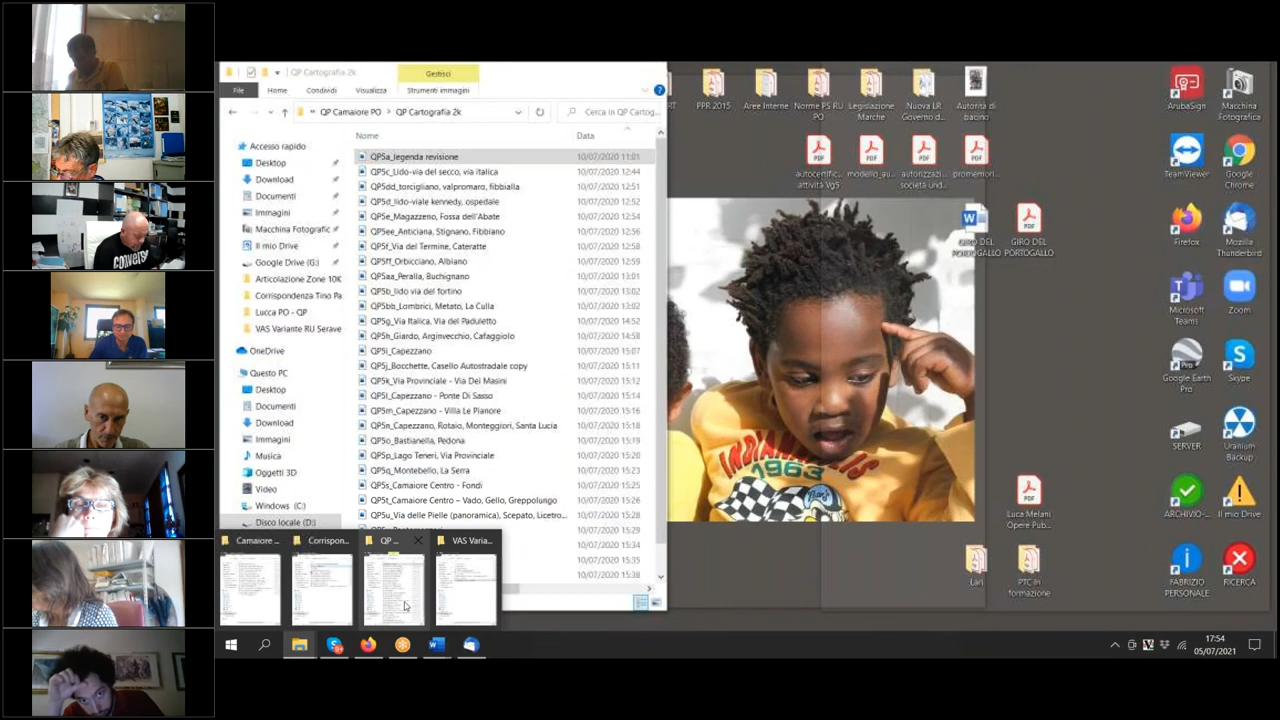 QP Cartografia 2k
Gestisci
File
Home
Condividi
Visualizza
Strumenti immagini
QP Camaiore PO
QP Cartografia 2k
Cerca in QP Cartog...
Nome
Data
Accesso rapido
Desktop
Download
Documenti
Immagini
Macchina Fotografic
Il mio Drive
Google Drive (G:)
Articolazione Zone 10K
Corrispondenza Tino Pa
Lucca PO - QP
VAS Variante RU Serave
OneDrive
Questo PC
Desktop
Documenti
Download
Immagini
Musica
Oggetti 3D
Video
Windows (C:)
Disco locale (D:)
QP5a_legenda revisione 10/07/2020 11:01
QP5c_Lido-via del secco, via italica 10/07/2020 12:44
QP5dd_torcigliano, valpromaro, fibbialla 10/07/2020 12:51
QP5d_lido-viale kennedy, ospedale 10/07/2020 12:52
QP5e_Magazzeno, Fossa dell'Abate 10/07/2020 12:54
QP5ee_Anticiana, Stignano, Fibbiano 10/07/2020 12:56
QP5f_Via del Termine, Cateratte 10/07/2020 12:58
QP5ff_Orbicciano, Albiano 10/07/2020 12:59
QP5aa_Peralla, Buchignano 10/07/2020 13:01
QP5b_lido via del fortino 10/07/2020 13:02
QP5bb_Lombrici, Metato, La Culla 10/07/2020 13:02
QP5g_Via Italica, Via del Paduletto 10/07/2020 14:52
QP5h_Giardo, Arginvecchio, Cafaggiolo 10/07/2020 14:55
QP5i_Capezzano 10/07/2020 15:07
QP5j_Bocchette, Casello Autostradale copy 10/07/2020 15:11
QP5k_Via Provinciale - Via Dei Masini 10/07/2020 15:12
QP5l_Capezzano - Ponte Di Sasso 10/07/2020 15:14
QP5m_Capezzano - Villa Le Pianore 10/07/2020 15:16
QP5n_Capezzano, Rotaio, Monteggiori, Santa Lucia 10/07/2020 15:18
QP5o_Bastianella, Pedona 10/07/2020 15:19
QP5p_Lago Teneri, Via Provinciale 10/07/2020 15:20
QP5q_Montebello, La Serra 10/07/2020 15:23
QP5s_Camaiore Centro - Fondi 10/07/2020 15:25
QP5t_Camaiore Centro – Vado, Gello, Greppolungo 10/07/2020 15:26
QP5u_Via delle Pielle (panoramica), Scepato, Licetro... 10/07/2020 15:28
10/07/2020 15:29
10/07/2020 15:34
10/07/2020 15:35
10/07/2020 15:38
Camaiore ...
Corrispon...
QP ...
VAS Varia...
PPR 2015
Aree Interne
Norme PS RU PO
Legislazione Marche
Nuova LR Governo d...
Autorità di bacino
autocertific... attività Vg5
modello_au...
autorizzazi... società und...
promemori...
GIRO DEL PORTOGALLO
GIRO DEL PORTOGALLO
Luca Melani Opere Pub...
Lari
PTC in formazione
ArubaSign
Macchina Fotografica
TeamViewer
Google Chrome
Firefox
Mozilla Thunderbird
Microsoft Teams
Zoom
Google Earth Pro
Skype
SERVER
Uranium Backup
ARCHIVIO-...
Il mio Drive
FABRIZIO PERSONALE
RICERCA
INDIANAPOLIS
1963
CONVERSE
17:54
05/07/2021